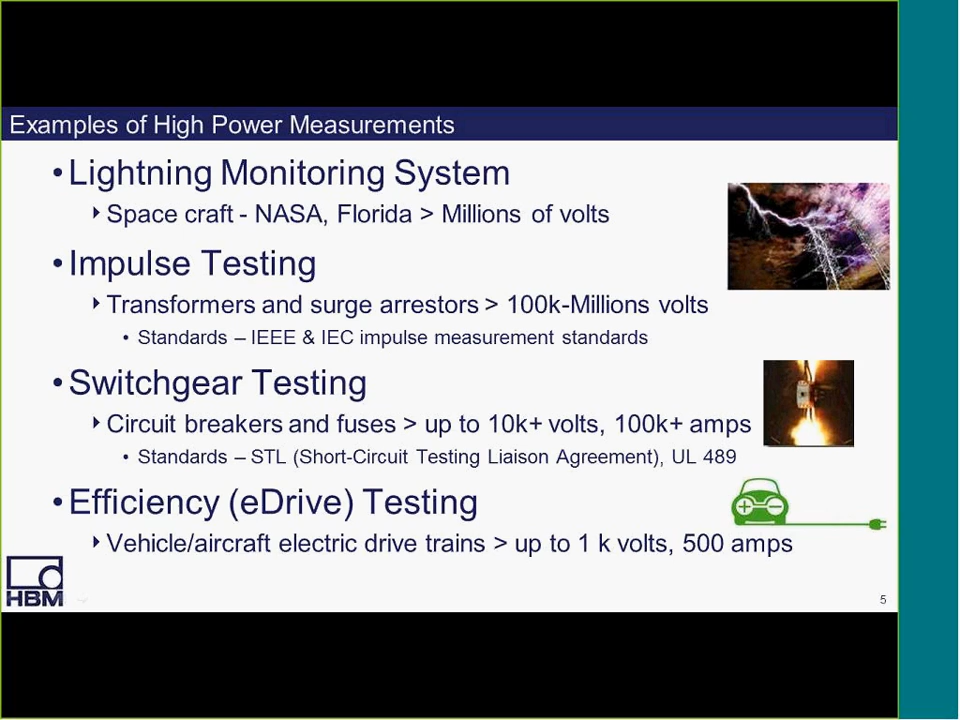 Examples of High Power Measurements
• Lightning Monitoring System
‣ Space craft - NASA, Florida > Millions of volts
• Impulse Testing
‣ Transformers and surge arrestors > 100k-Millions volts
• Standards – IEEE & IEC impulse measurement standards
• Switchgear Testing
‣ Circuit breakers and fuses > up to 10k+ volts, 100k+ amps
• Standards – STL (Short-Circuit Testing Liaison Agreement), UL 489
• Efficiency (eDrive) Testing
‣ Vehicle/aircraft electric drive trains > up to 1 k volts, 500 amps
HBM
5